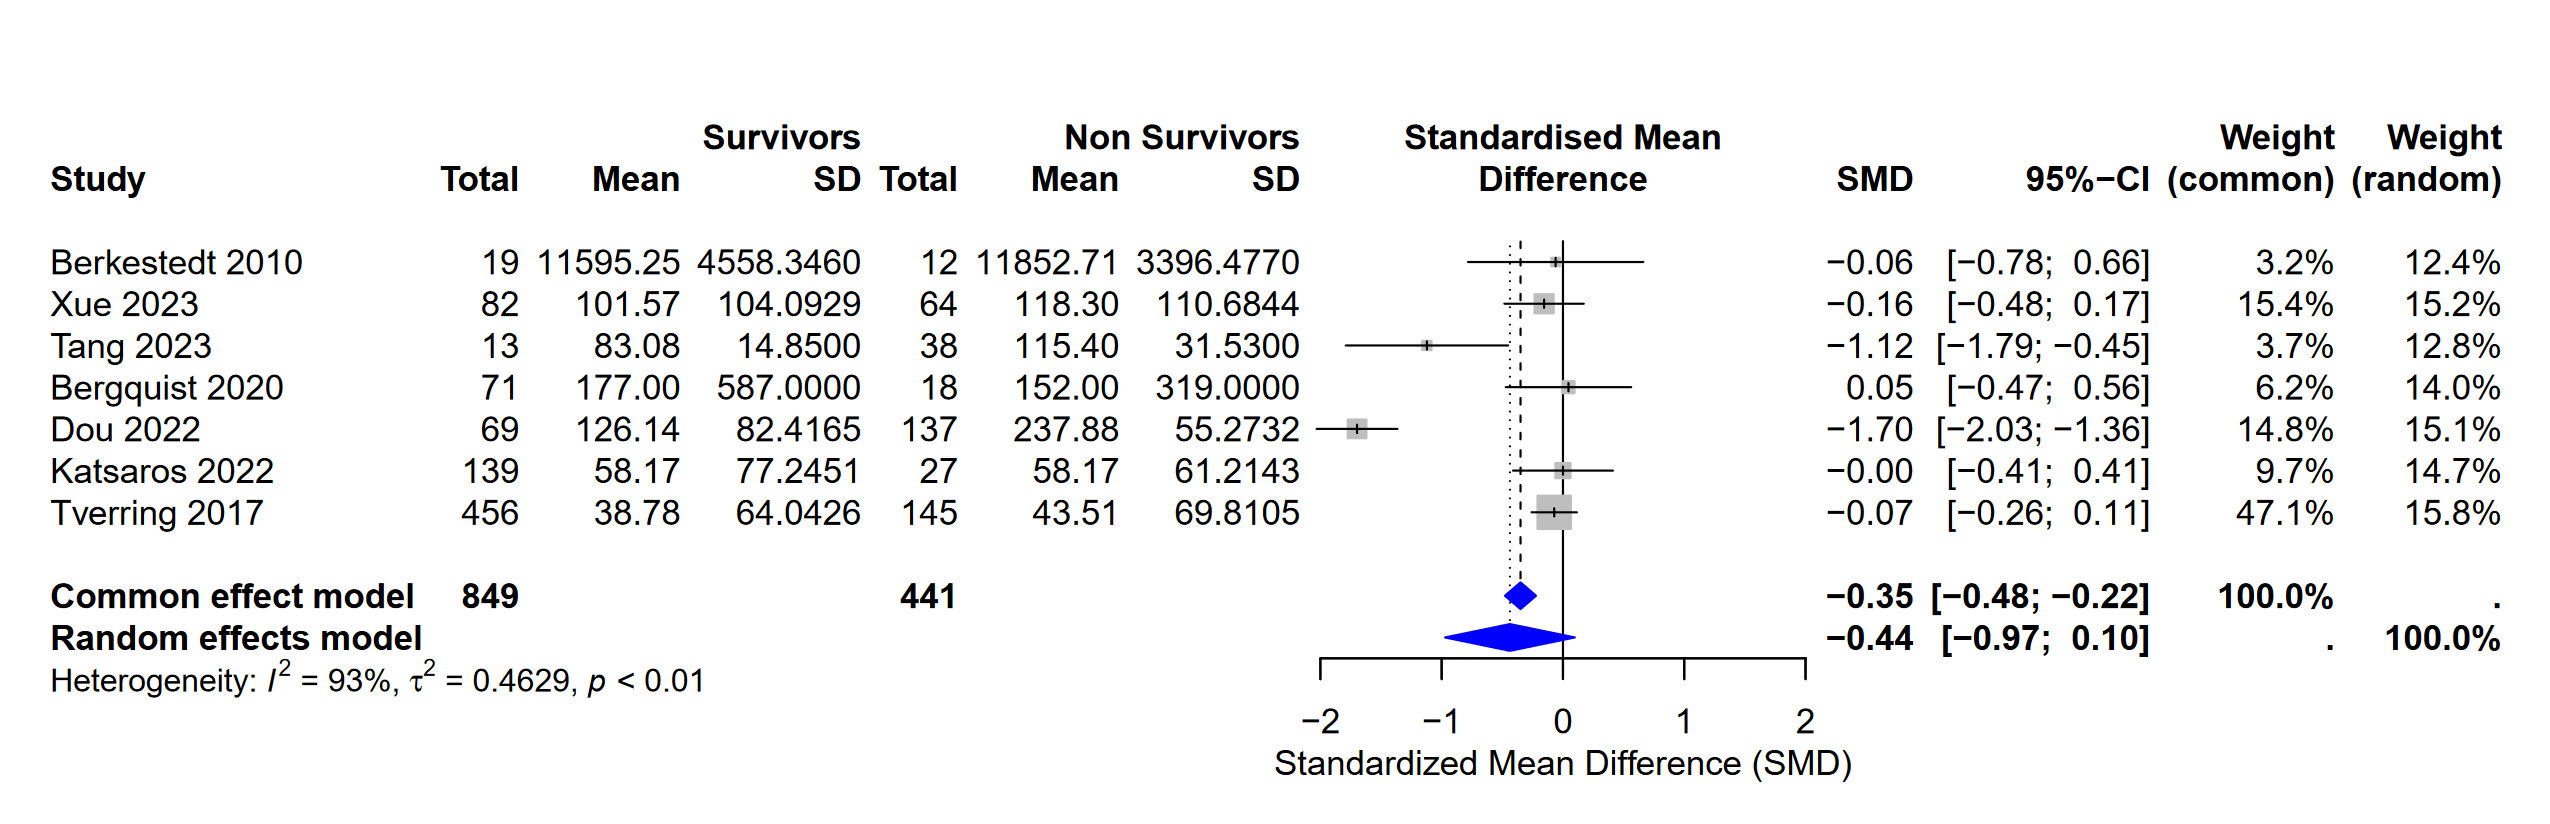 Survivors Non Survivors Standardised Mean Weight Weight
Study Total Mean SD Total Mean SD Difference SMD 95%−CI (common) (random)
Berkestedt 2010 19 11595.25 4558.3460 12 11852.71 3396.4770 −0.06 [−0.78; 0.66] 3.2% 12.4%
Xue 2023 82 101.57 104.0929 64 118.30 110.6844 −0.16 [−0.48; 0.17] 15.4% 15.2%
Tang 2023 13 83.08 14.8500 38 115.40 31.5300 −1.12 [−1.79; −0.45] 3.7% 12.8%
Bergquist 2020 71 177.00 587.0000 18 152.00 319.0000 0.05 [−0.47; 0.56] 6.2% 14.0%
Dou 2022 69 126.14 82.4165 137 237.88 55.2732 −1.70 [−2.03; −1.36] 14.8% 15.1%
Katsaros 2022 139 58.17 77.2451 27 58.17 61.2143 −0.00 [−0.41; 0.41] 9.7% 14.7%
Tverring 2017 456 38.78 64.0426 145 43.51 69.8105 −0.07 [−0.26; 0.11] 47.1% 15.8%
Common effect model 849 441 −0.35 [−0.48; −0.22] 100.0% .
Random effects model −0.44 [−0.97; 0.10] . 100.0%
Heterogeneity: I² = 93%, τ² = 0.4629, p < 0.01
−2 −1 0 1 2
Standardized Mean Difference (SMD)